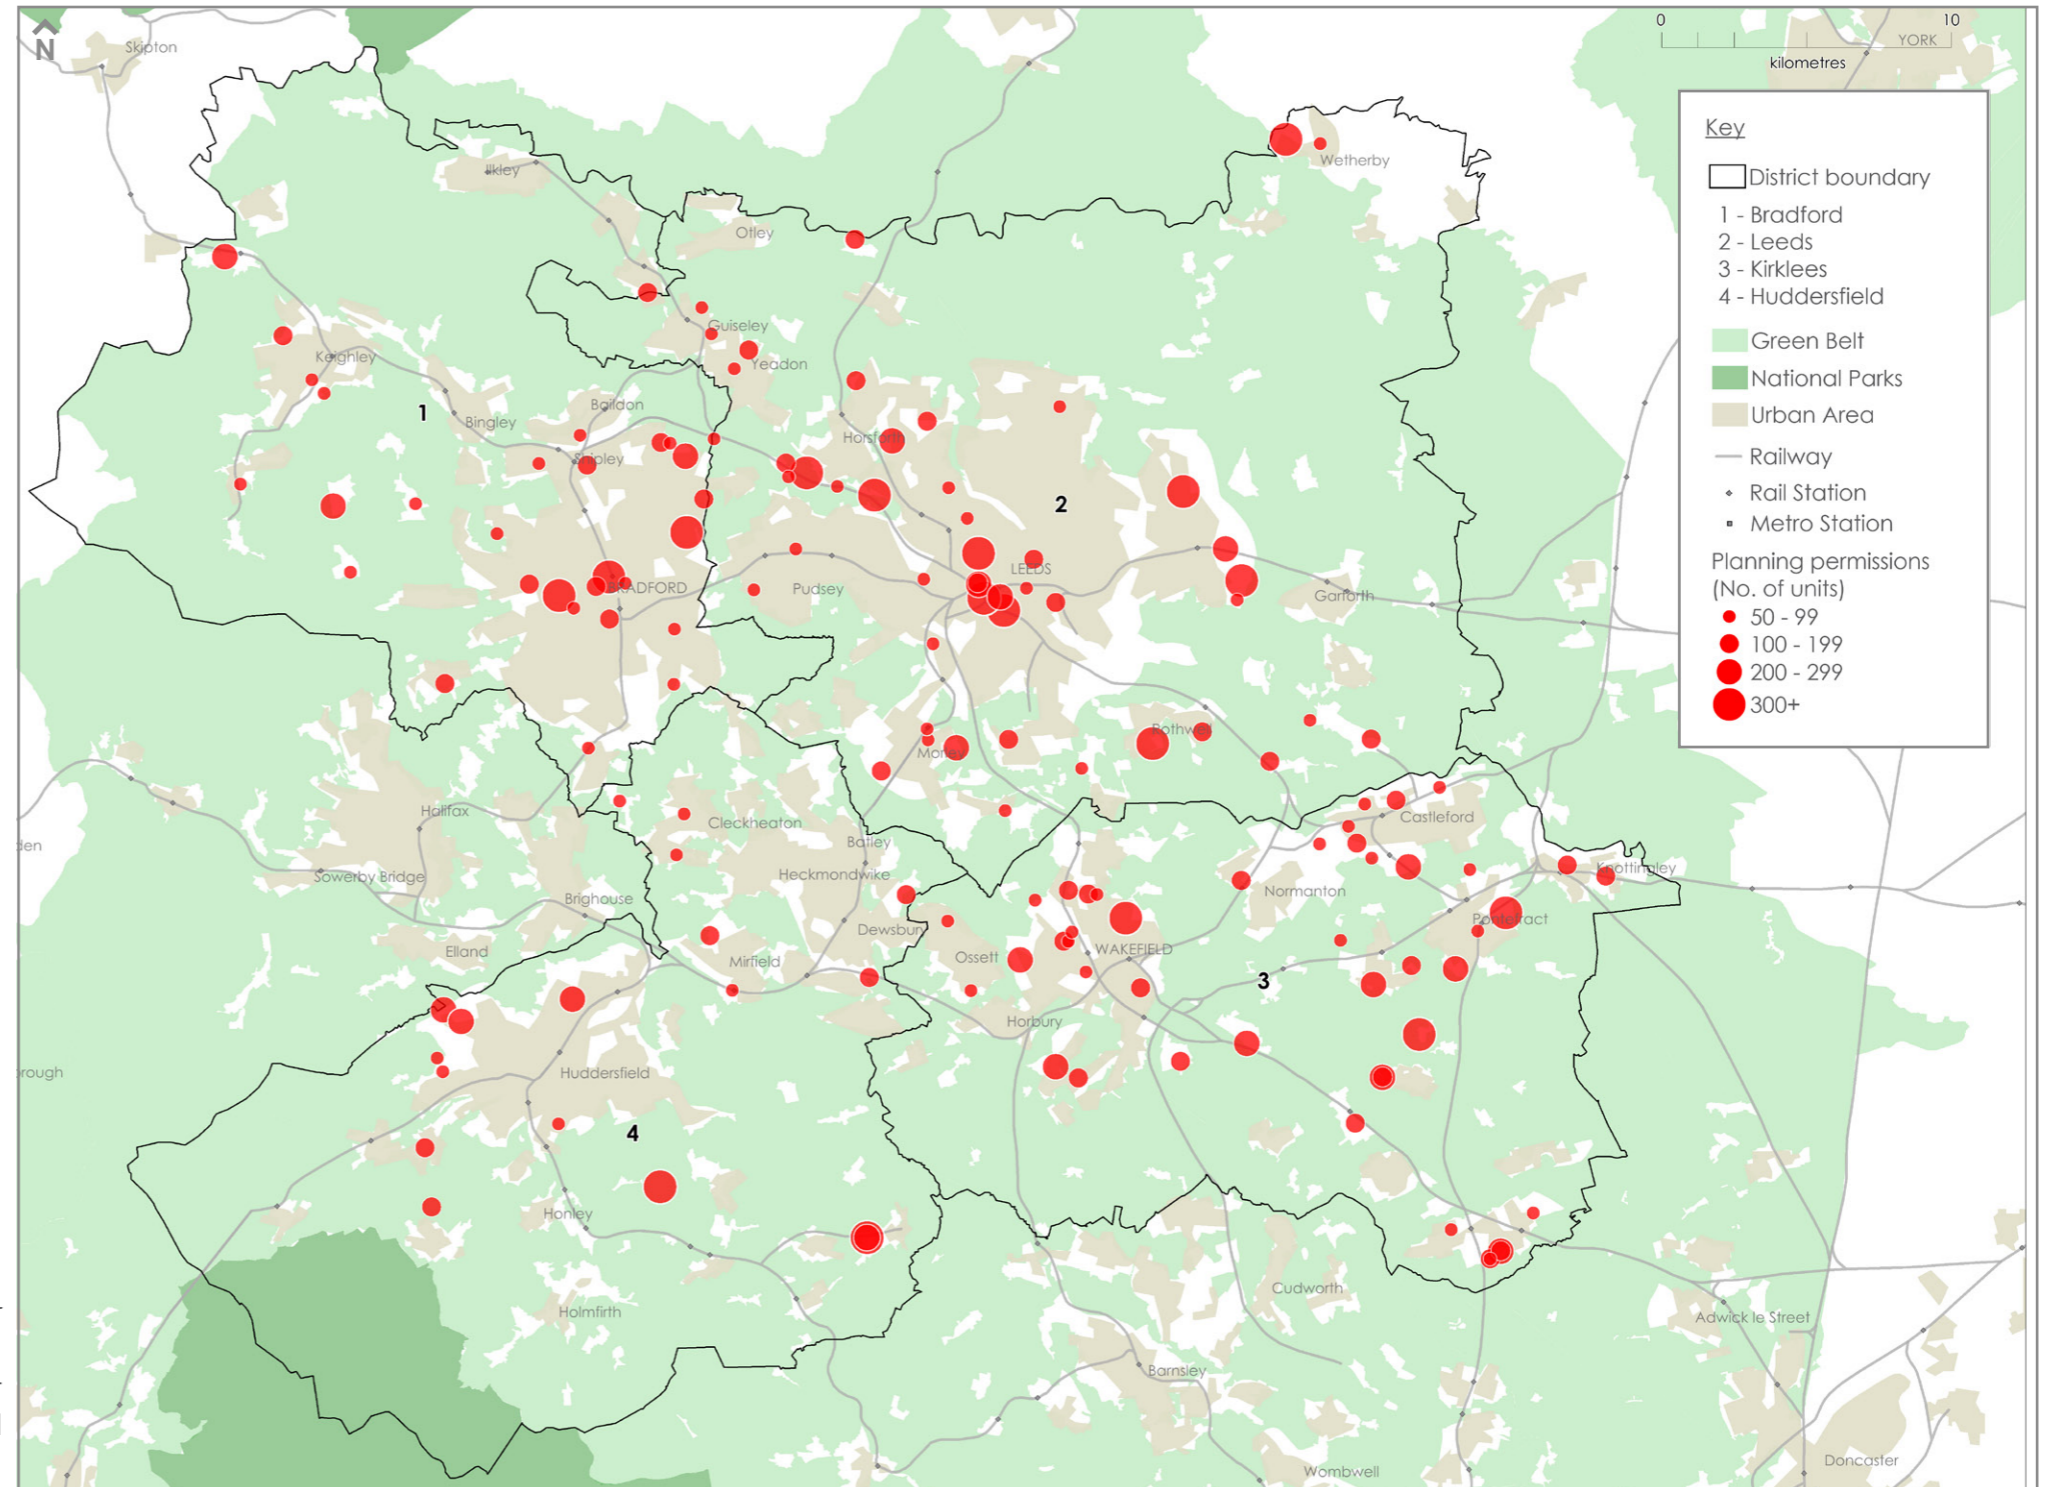 N
Skipton
0
10
YORK
kilometres
Key
District boundary
1 - Bradford
2 - Leeds
3 - Kirklees
4 - Huddersfield
Green Belt
National Parks
Urban Area
Railway
Rail Station
Metro Station
Planning permissions
(No. of units)
50 - 99
100 - 199
200 - 299
300+
Wetherby
Ilkley
Otley
Guiseley
Yeadon
Keighley
1
Bingley
Baildon
Shipley
Horsforth
2
LEEDS
BRADFORD
Pudsey
Garforth
Rothwell
Morley
Halifax
Cleckheaton
Castleford
den
Batley
Sowerby Bridge
Heckmondwike
Knottingley
Brighouse
Normanton
Pontefract
Dewsbury
Elland
Ossett
WAKEFIELD
Mirfield
3
Horbury
rough
Huddersfield
4
Honley
Cudworth
Holmfirth
Adwick le Street
Barnsley
Doncaster
Wombwell